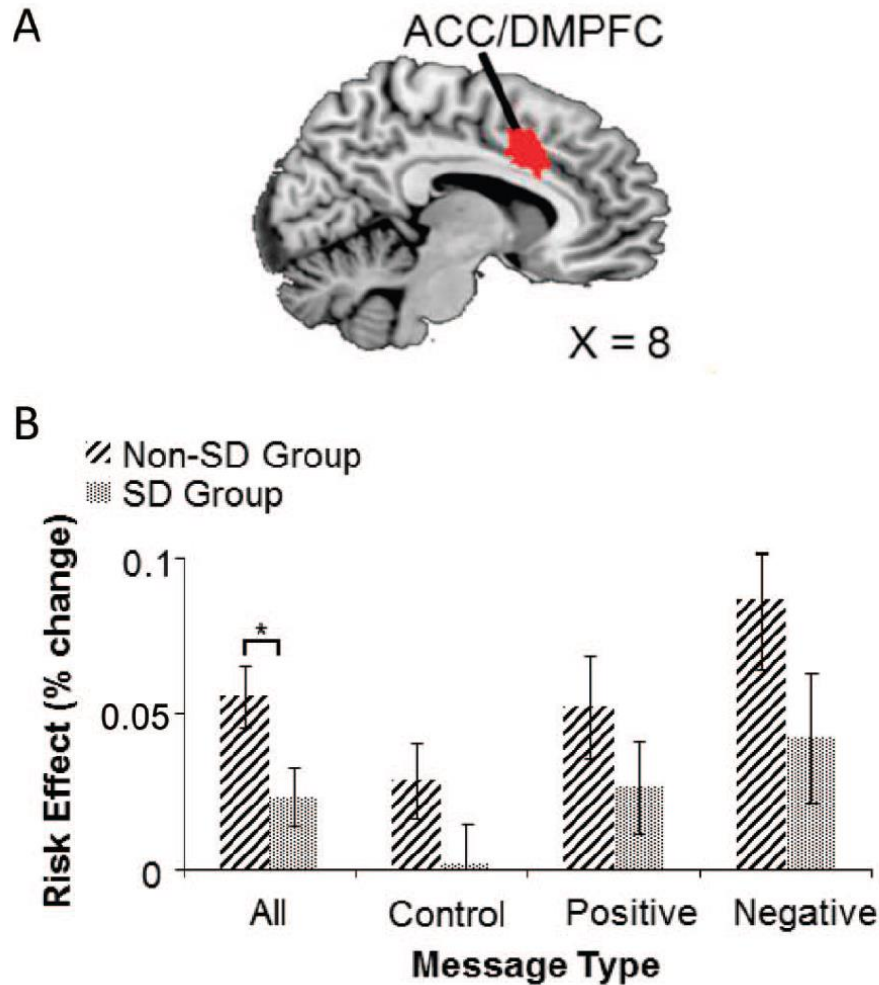 A
ACC/DMPFC
X = 8
B
Non-SD Group
SD Group
Risk Effect (% change)
0.1
0.05
0
*
All Control Positive Negative
Message Type